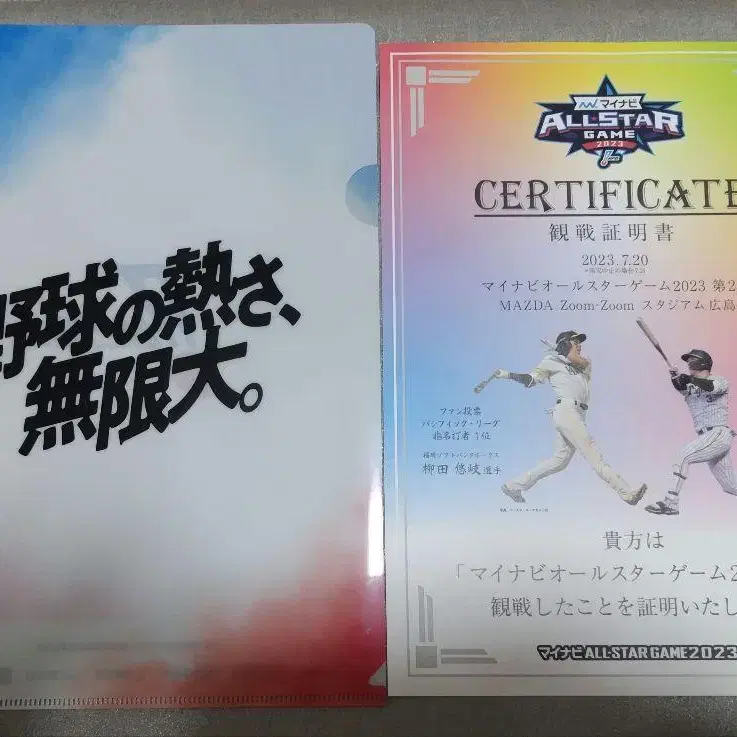 野球の熱さ、
無限大。
マイナビ
ALL★STAR
GAME
2023
CERTIFICATE
観戦証明書
2023.7.20
マイナビオールスターゲーム2023 第2
MAZDA Zoom-Zoom スタジアム広島
ファン投票
パシフィック・リーグ
指名打者 1位
福岡ソフトバンクホークス
柳田 悠岐 選手
貴方は
「マイナビオールスターゲーム2
観戦したことを証明いたし
マイナビ ALL-STAR GAME 2023